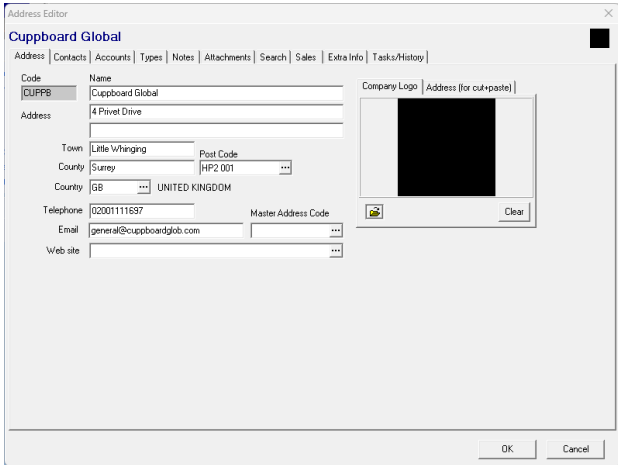 Address Editor
Cuppboard Global
Address Contacts Accounts Types Notes Attachments Search Sales Extra Info Tasks/History
Code Name
CUPPB Cuppboard Global
Address 4 Privet Drive
Town Little Whinging Post Code
County Surrey HP2 001 ...
Country GB ... UNITED KINGDOM
Telephone 02001111697 Master Address Code
Email general@cuppboardglob.com ...
Web site ...
Company Logo Address (for cut+paste)
Clear
OK Cancel